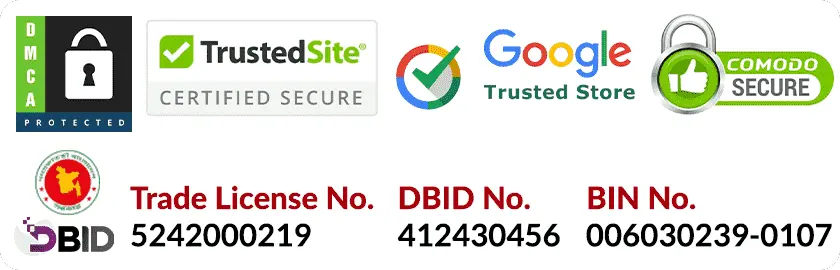 DMCA
PROTECTED
TrustedSite®
CERTIFIED SECURE
Google
Trusted Store
COMODO
SECURE
DBID
Trade License No.
5242000219
DBID No.
412430456
BIN No.
006030239-0107